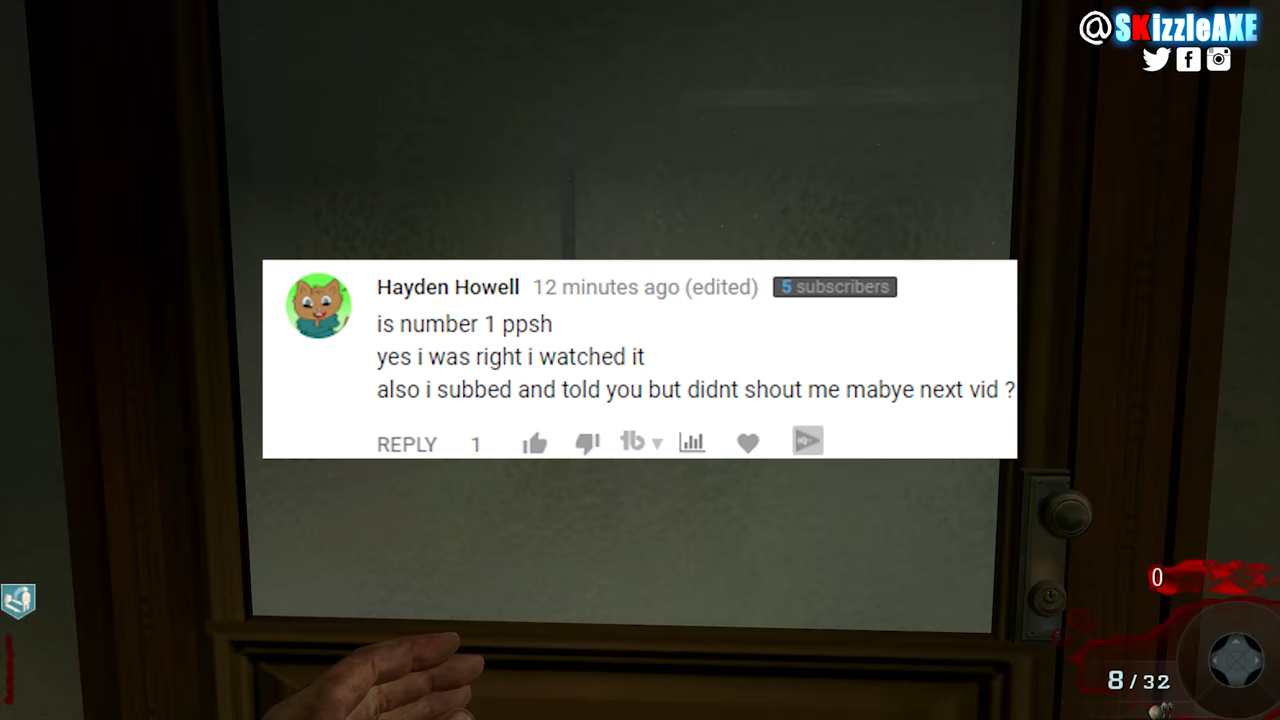 @SKizzleAXE
Hayden Howell 12 minutes ago (edited) 5 subscribers
is number 1 ppsh
yes i was right i watched it
also i subbed and told you but didnt shout me mabye next vid ?
REPLY 1
0
8 / 32